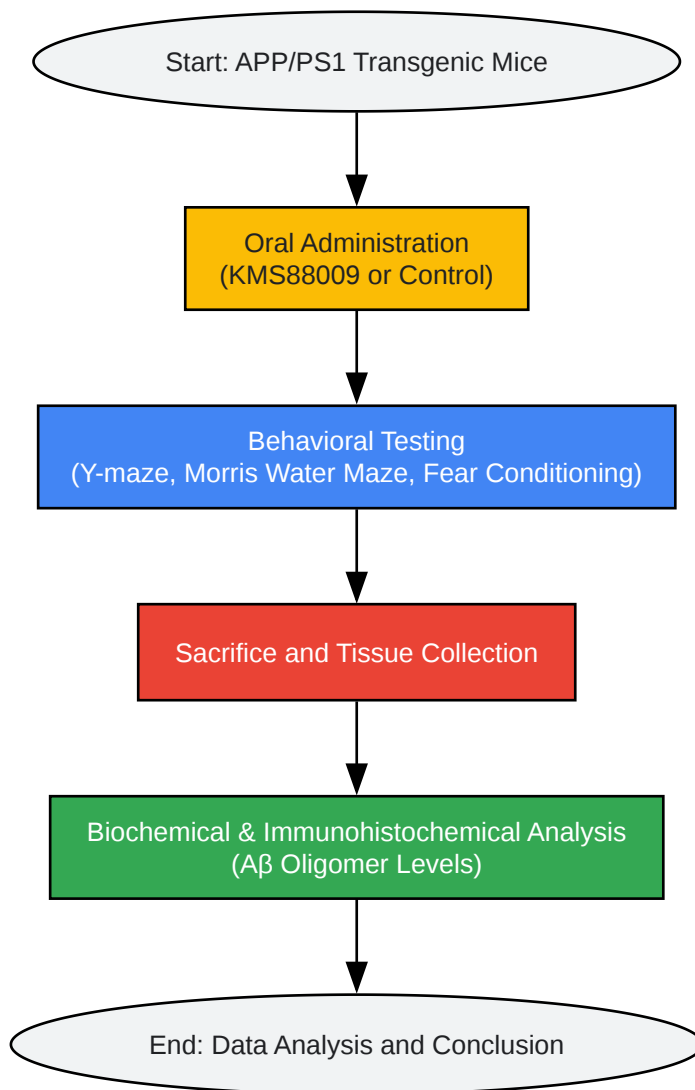 Start: APP/PS1 Transgenic Mice
Oral Administration
(KMS88009 or Control)
Behavioral Testing
(Y-maze, Morris Water Maze, Fear Conditioning)
Sacrifice and Tissue Collection
Biochemical & Immunohistochemical Analysis
(Aβ Oligomer Levels)
End: Data Analysis and Conclusion